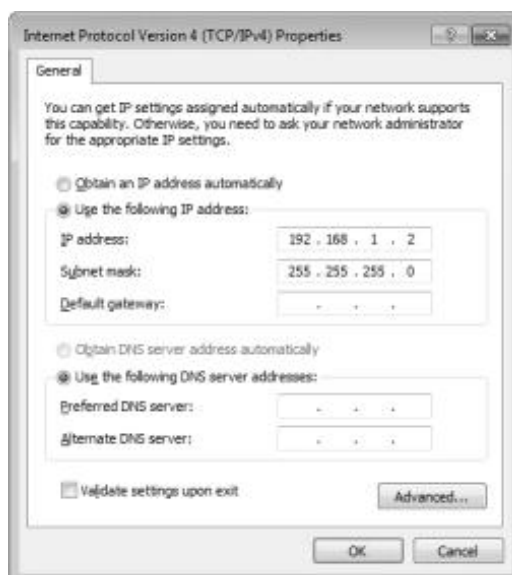 Internet Protocol Version 4 (TCP/IPv4) Properties
General
You can get IP settings assigned automatically if your network supports
this capability. Otherwise, you need to ask your network administrator
for the appropriate IP settings.
Obtain an IP address automatically
Use the following IP address:
IP address: 192 . 168 . 1 . 2
Subnet mask: 255 . 255 . 255 . 0
Default gateway: . . .
Obtain DNS server address automatically
Use the following DNS server addresses:
Preferred DNS server: . . .
Alternate DNS server: . . .
Validate settings upon exit
Advanced...
OK Cancel